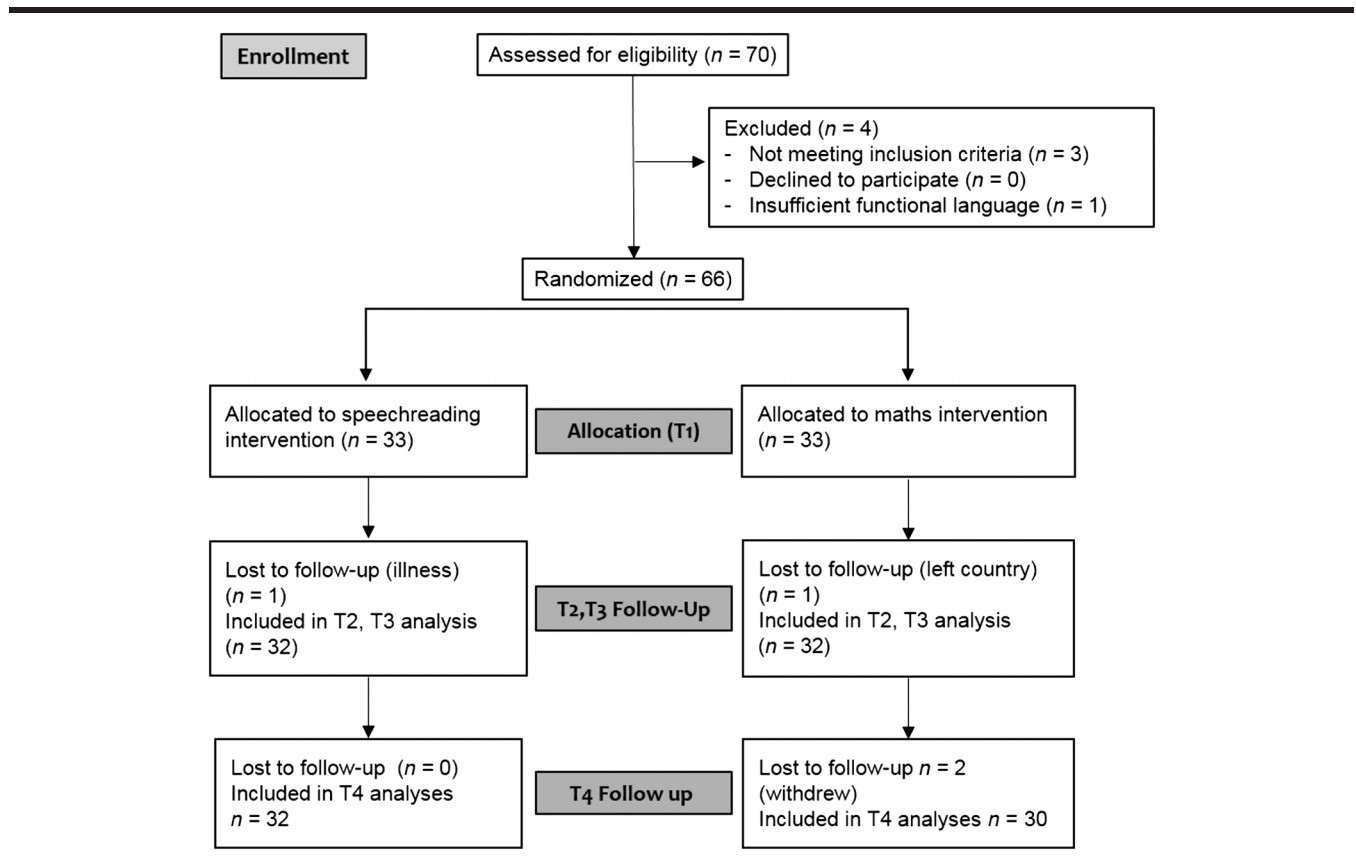 Enrollment
Assessed for eligibility (n = 70)
Excluded (n = 4)
- Not meeting inclusion criteria (n = 3)
- Declined to participate (n = 0)
- Insufficient functional language (n = 1)
Randomized (n = 66)
Allocated to speechreading
intervention (n = 33)
Allocation (T1)
Allocated to maths intervention
(n = 33)
Lost to follow-up (illness)
(n = 1)
Included in T2, T3 analysis
(n = 32)
T2,T3 Follow-Up
Lost to follow-up (left country)
(n = 1)
Included in T2, T3 analysis
(n = 32)
Lost to follow-up (n = 0)
Included in T4 analyses
n = 32
T4 Follow up
Lost to follow-up n = 2
(withdrew)
Included in T4 analyses n = 30